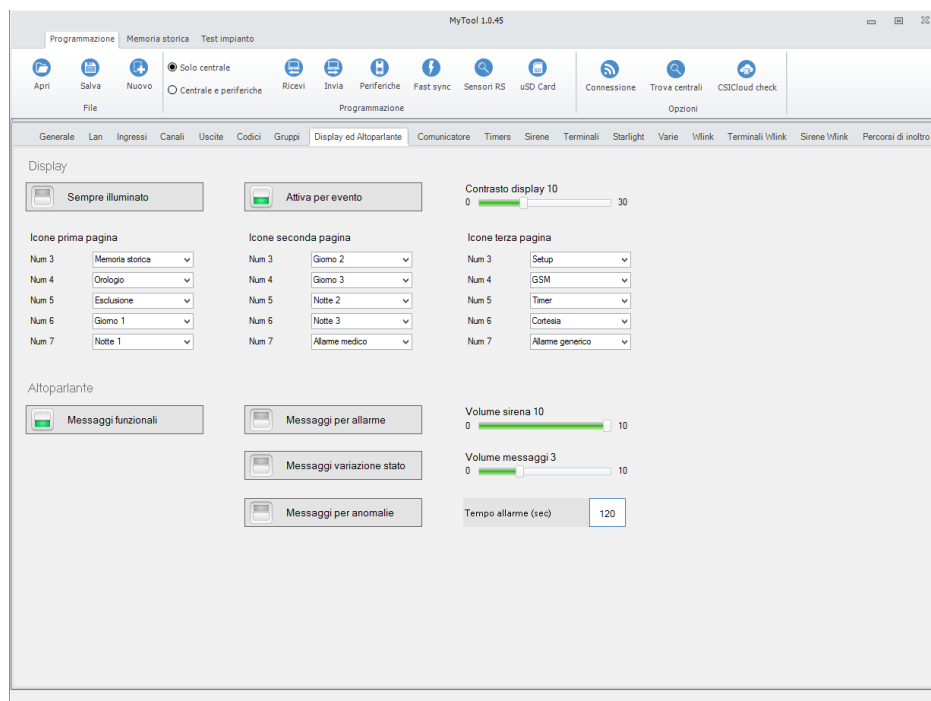 MyTool 1.0.45
Programmazione Memoria storica Test impianto
Apri Salva Nuovo
File
Solo centrale
Centrale e periferiche
Ricevi Invia Periferiche Fast sync Sensori RS uSD Card
Programmazione
Connessione Trova centrali CSICloud check
Opzioni
Generale Lan Ingressi Canali Uscite Codici Gruppi Display ed Altoparlante Comunicatore Timers Sirene Terminali Starlight Varie Wlink Terminali Wlink Sirene Wlink Percorsi di inoltro
Display
Sempre illuminato Attiva per evento Contrasto display 10
0 30
Icone prima pagina Icone seconda pagina Icone terza pagina
Num 3 Memoria storica Num 3 Giorno 2 Num 3 Setup
Num 4 Orologio Num 4 Giorno 3 Num 4 GSM
Num 5 Esclusione Num 5 Notte 2 Num 5 Timer
Num 6 Giorno 1 Num 6 Notte 3 Num 6 Cortesia
Num 7 Notte 1 Num 7 Allarme medico Num 7 Allarme generico
Altoparlante
Messaggi funzionali Messaggi per allarme Volume sirena 10
0 10
Messaggi variazione stato Volume messaggi 3
0 10
Messaggi per anomalie Tempo allarme (sec) 120